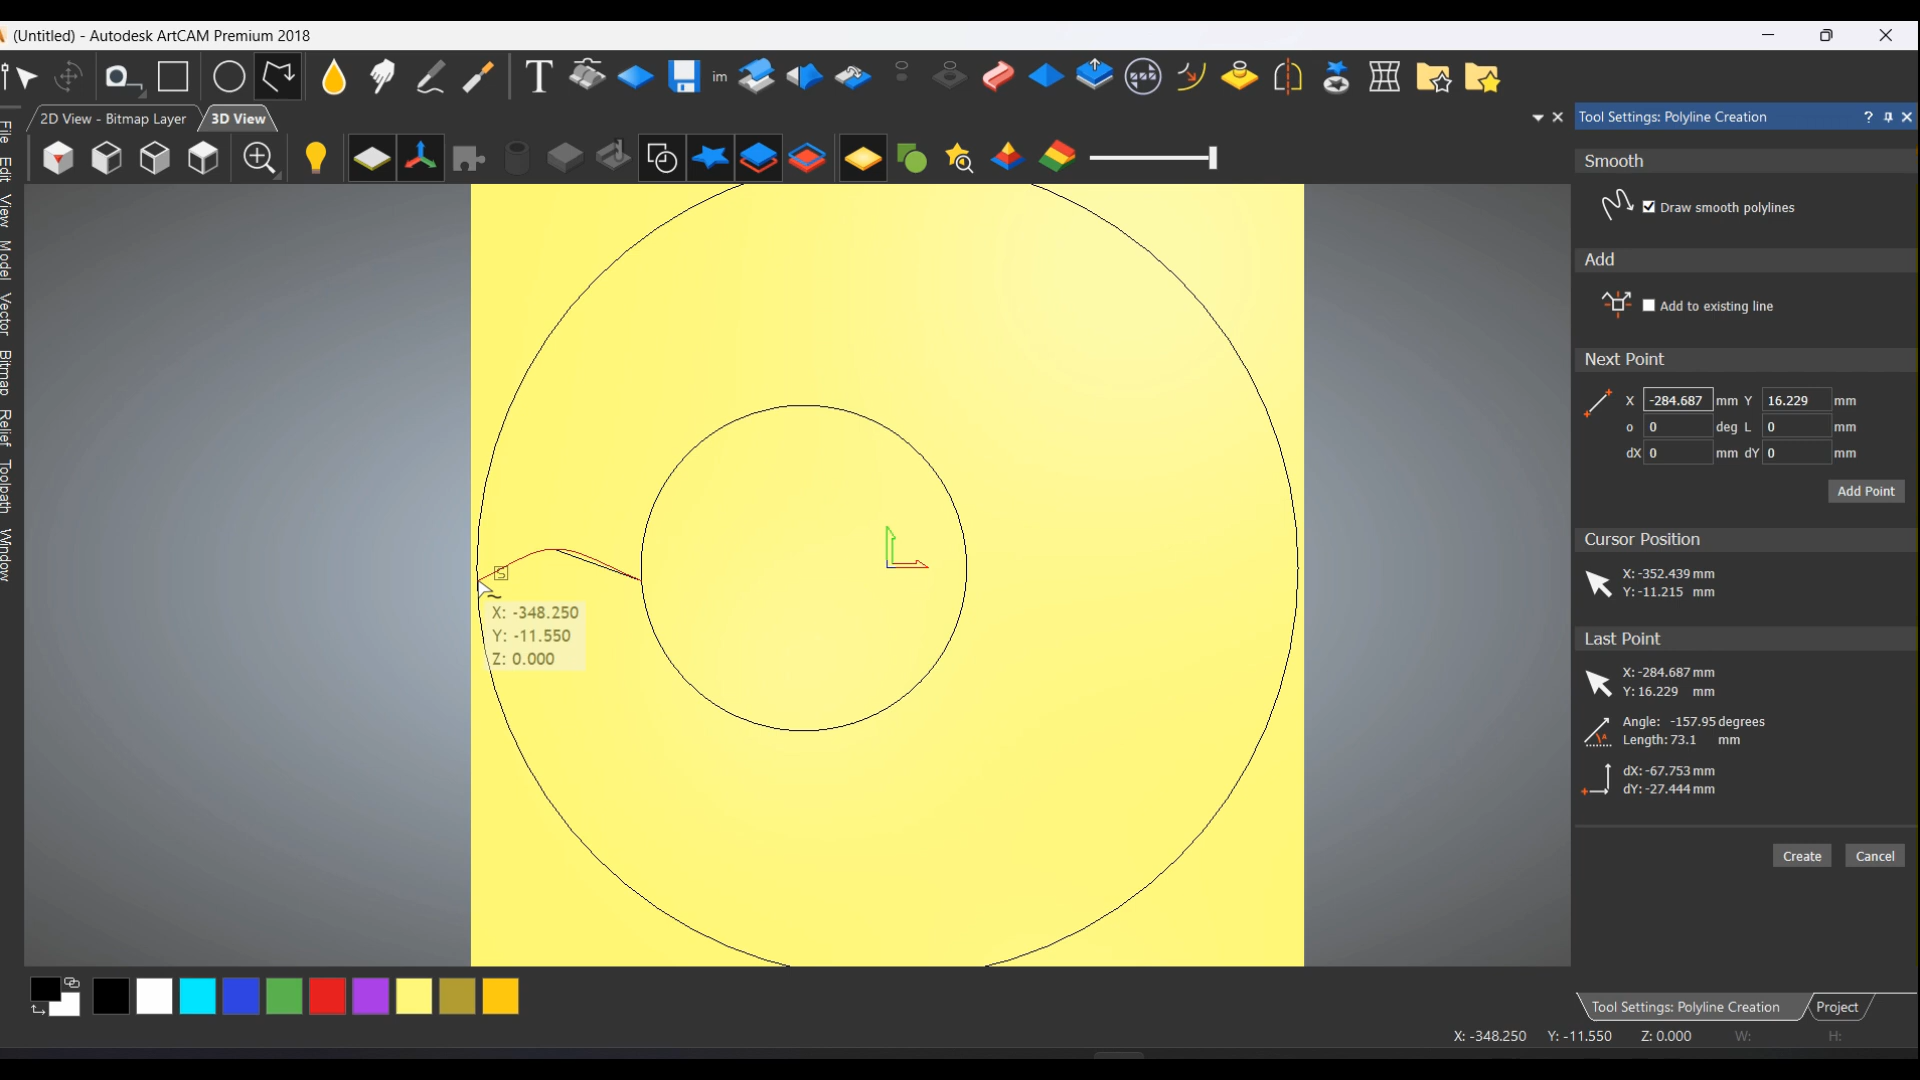 (Untitled) - Autodesk ArtCAM Premium 2018
T
im
2D View - Bitmap Layer
3D View
File
Edit
View
Model
Vector
Bitmap
Relief
Toolpath
Window
S
X: -348.250
Y: -11.550
Z: 0.000
Tool Settings: Polyline Creation
?
Smooth
Draw smooth polylines
Add
Add to existing line
Next Point
X -284.687 mm Y 16.229 mm
o 0 deg L 0 mm
dX 0 mm dY 0 mm
Add Point
Cursor Position
X: -352.439 mm
Y: -11.215 mm
Last Point
X: -284.687 mm
Y: 16.229 mm
Angle: -157.95 degrees
Length: 73.1 mm
dX: -67.753 mm
dY: -27.444 mm
Create
Cancel
Tool Settings: Polyline Creation
Project
X: -348.250 Y: -11.550 Z: 0.000 W: H: